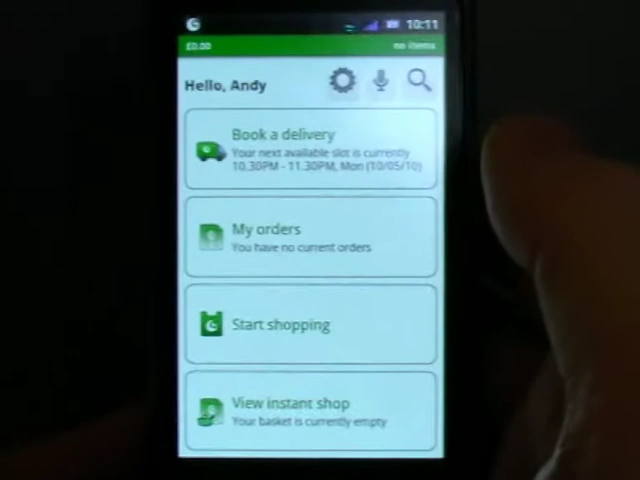 10:11
£0.00 no items
Hello, Andy
Book a delivery
Your next available slot is currently
10.30PM - 11.30PM, Mon (10/05/10)
My orders
You have no current orders
Start shopping
View instant shop
Your basket is currently empty